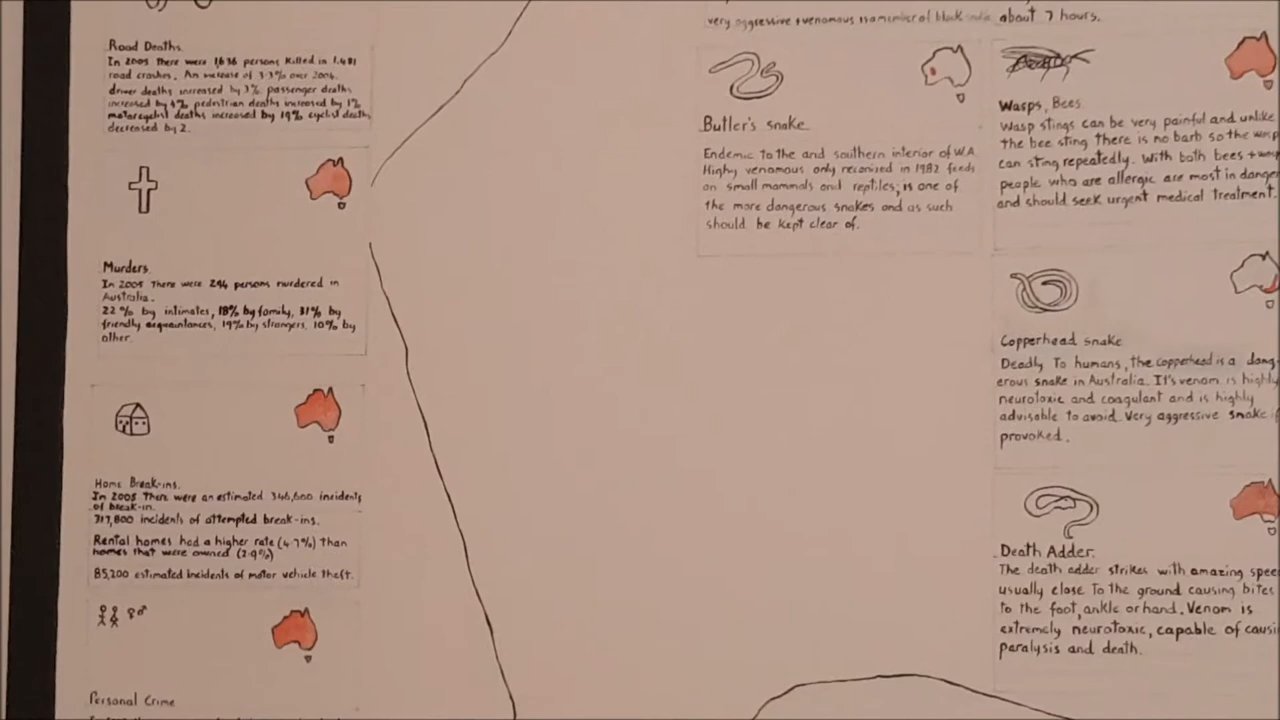 Road Deaths.
In 2005 there were 1,636 persons killed in 1,481
road crashes. An increase of 3.3% over 2004.
driver deaths increased by 3% passenger deaths
increased by 4% pedestrian deaths increased by 1%
motorcyclist deaths increased by 19% cyclist deaths
decreased by 2.
Murders.
In 2005 There were 294 persons murdered in
Australia.
22% by intimates, 18% by family, 31% by
friendly acquaintances, 19% by strangers, 10% by
other.
Home Break-ins.
In 2005 There were an estimated 346,600 incidents
of break-in.
317,800 incidents of attempted break-ins.
Rental homes had a higher rate (4.7%) than
homes that were owned (2.9%)
85,200 estimated incidents of motor vehicle theft.
Personal Crime
very aggressive + venomous is a member of black snake
Butler's snake
Endemic to the and southern interior of W.A.
Highy venomous only reconised in 1982 feeds
on small mammals and reptiles; is one of
the more dangerous snakes and as such
should be kept clear of.
about 7 hours.
Wasps, Bees
Wasp stings can be very painful and unlike
the bee sting there is no barb so the wasp
can sting repeatedly. With both bees + wasp
people who are allergic are most in danger
and should seek urgent medical treatment.
Copperhead snake
Deadly To humans, the copperhead is a dang-
erous snake in Australia. It's venom is highly
neurotoxic and coagulant and is highly
advisable to avoid. Very aggressive snake if
provoked.
Death Adder.
The death adder strikes with amazing spee
usually close to the ground causing bites
to the foot, ankle or hand. Venom is
extremely neurotoxic, capable of causi
paralysis and death.